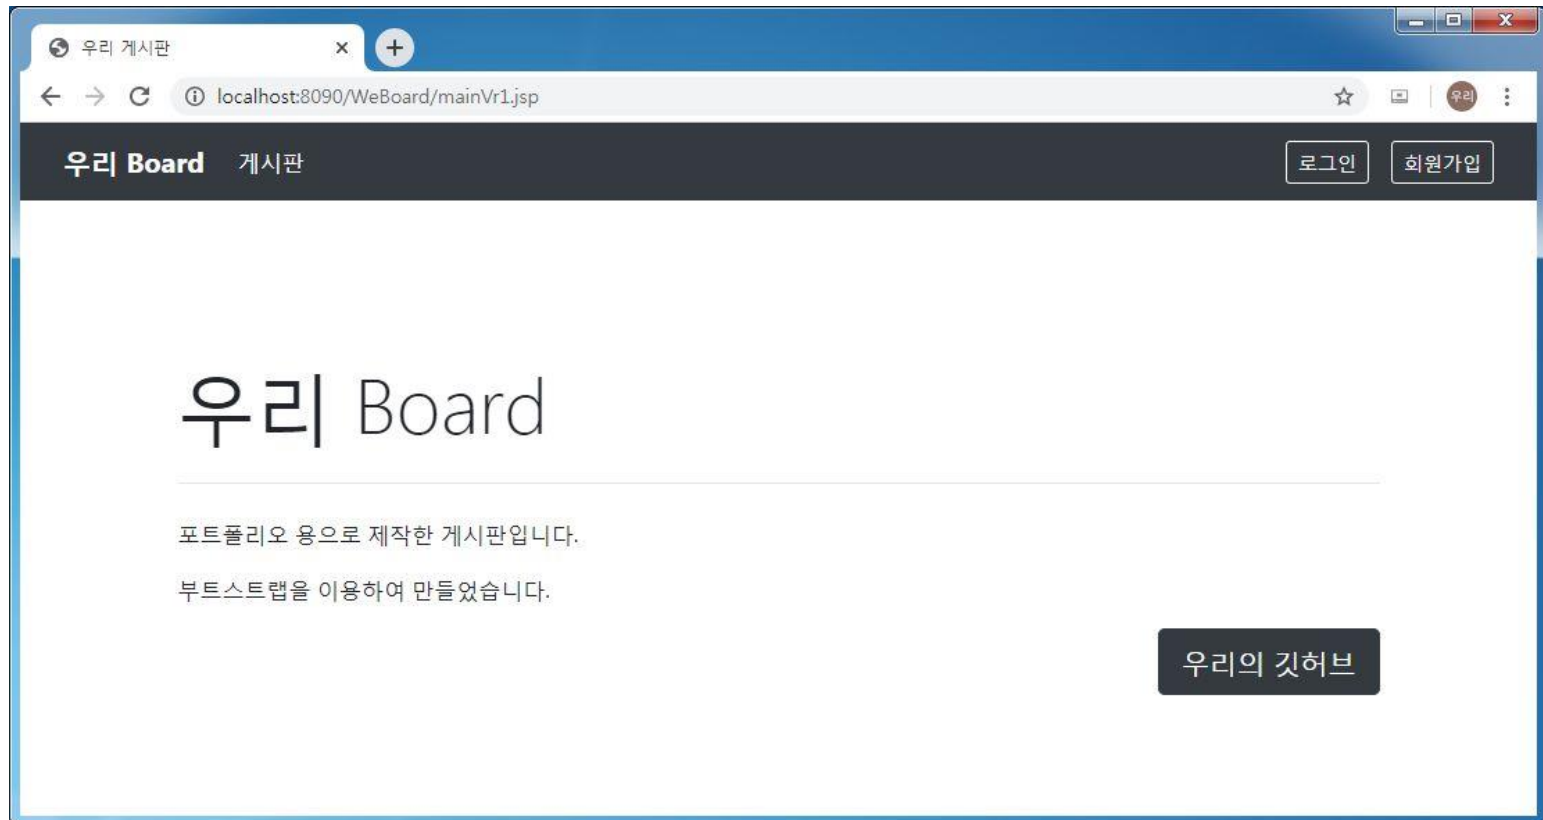 우리 게시판
localhost:8090/WeBoard/mainVr1.jsp
우리
우리 Board 게시판 로그인 회원가입
우리 Board
포트폴리오 용으로 제작한 게시판입니다.
부트스트랩을 이용하여 만들었습니다.
우리의 깃허브